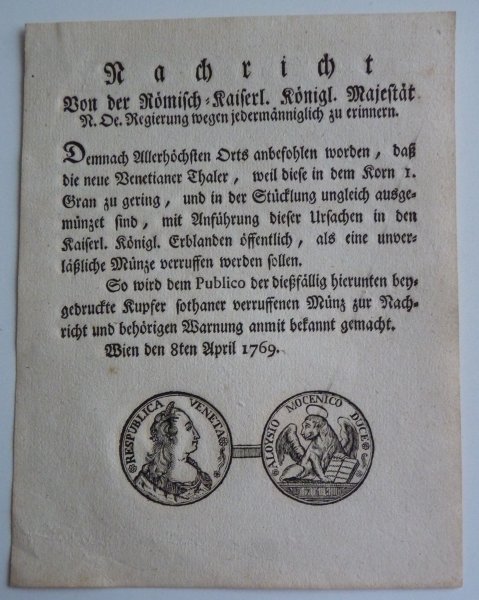 Nachricht
Von der Römisch-Kaiserl. Königl. Majestät
N. Oe. Regierung wegen jedermänniglich zu erinnern.
Demnach Allerhöchsten Orts anbefohlen worden, daß
die neue Venetianer Thaler, weil diese in dem Korn 1.
Gran zu gering, und in der Stücklung ungleich ausge-
münzet sind, mit Anführung dieser Ursachen in den
Kaiserl. Königl. Erblanden öffentlich, als eine unver-
läßliche Münze verruffen werden sollen.
So wird dem Publico der dießfällig hierunten bey-
gedruckte Kupfer sothaner verruffenen Münz zur Nach-
richt und behörigen Warnung anmit bekannt gemacht.
Wien den 8ten April 1769.
RESPUBLICA VENETA
ALOYSIO MOCENICO DUCE